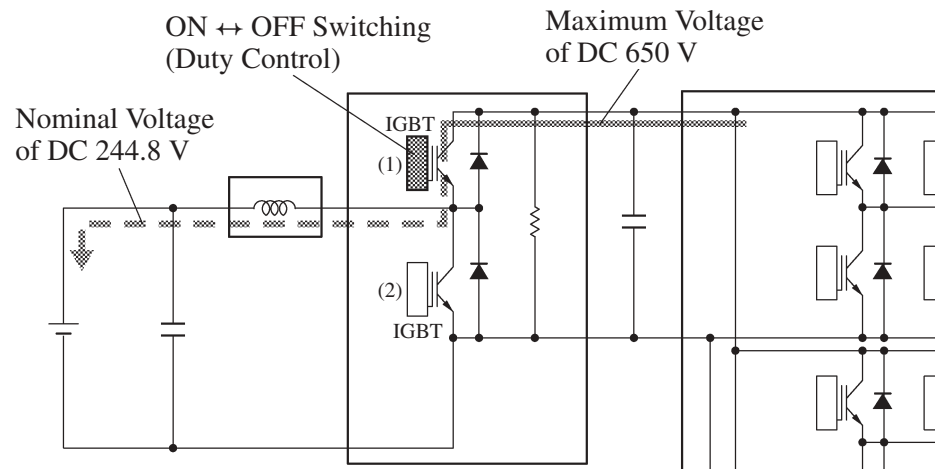 ON ↔ OFF Switching
(Duty Control)
Maximum Voltage
of DC 650 V
Nominal Voltage
of DC 244.8 V
IGBT
(1)
(2)
IGBT